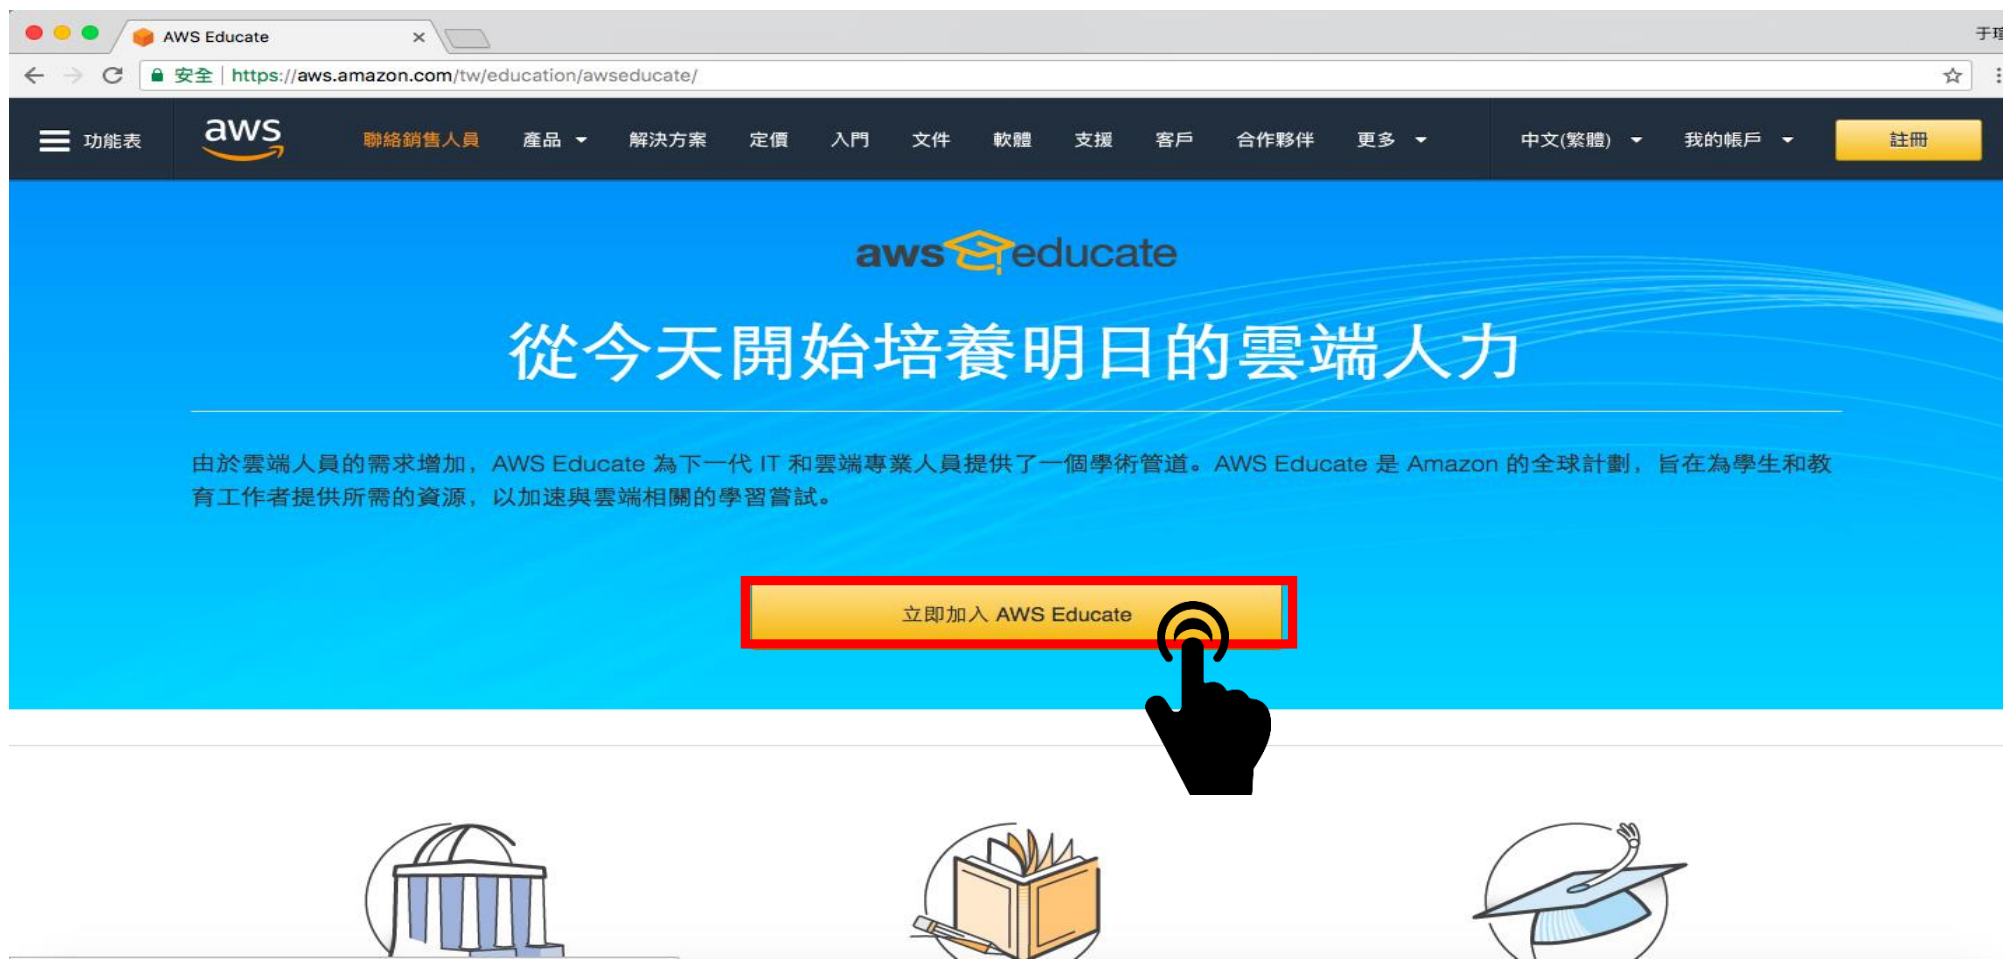 AWS Educate
于瑄
安全 | https://aws.amazon.com/tw/education/awseducate/
功能表
aws
聯絡銷售人員 產品 解決方案 定價 入門 文件 軟體 支援 客戶 合作夥伴 更多 中文(繁體) 我的帳戶 註冊
aws educate
從今天開始培養明日的雲端人力
由於雲端人員的需求增加，AWS Educate 為下一代 IT 和雲端專業人員提供了一個學術管道。AWS Educate 是 Amazon 的全球計劃，旨在為學生和教
育工作者提供所需的資源，以加速與雲端相關的學習嘗試。
立即加入 AWS Educate